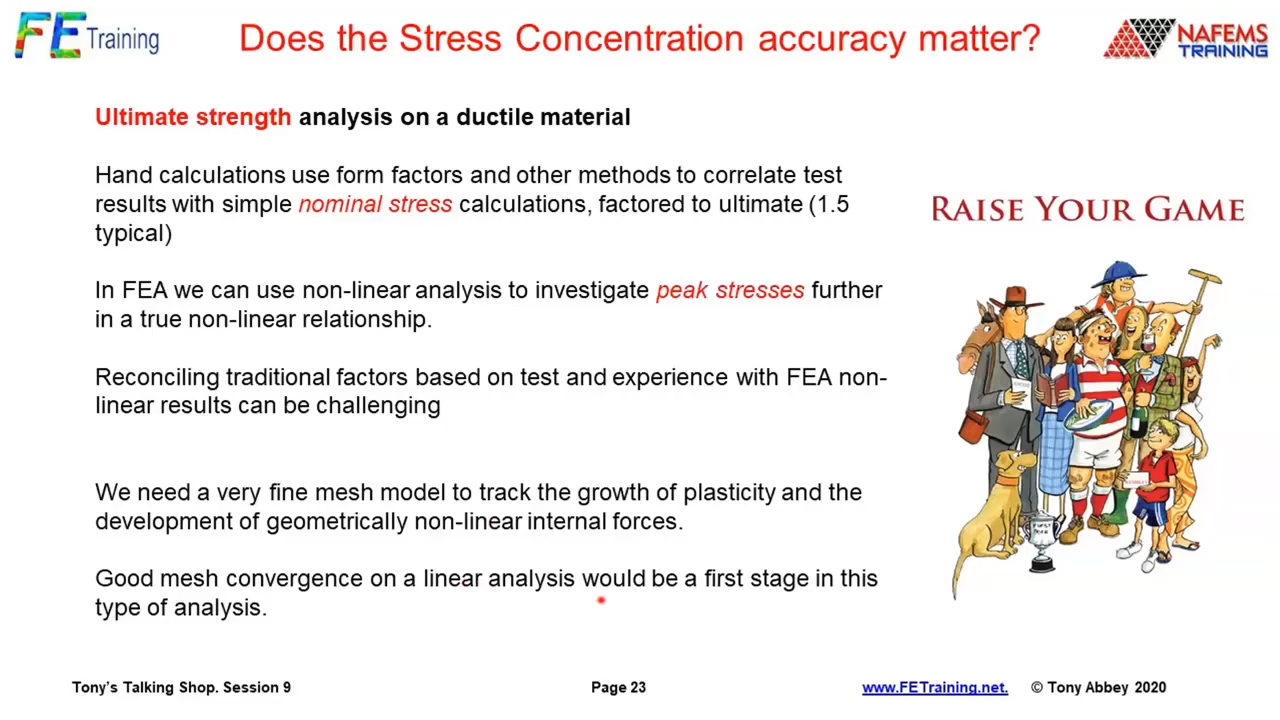 FE Training
Does the Stress Concentration accuracy matter?
NAFEMS
TRAINING
Ultimate strength analysis on a ductile material
Hand calculations use form factors and other methods to correlate test
results with simple nominal stress calculations, factored to ultimate (1.5
typical)
In FEA we can use non-linear analysis to investigate peak stresses further
in a true non-linear relationship.
Reconciling traditional factors based on test and experience with FEA non-
linear results can be challenging
We need a very fine mesh model to track the growth of plasticity and the
development of geometrically non-linear internal forces.
Good mesh convergence on a linear analysis would be a first stage in this
type of analysis.
RAISE YOUR GAME
FIRST
Tony's Talking Shop. Session 9
Page 23
www.FETraining.net.
© Tony Abbey 2020